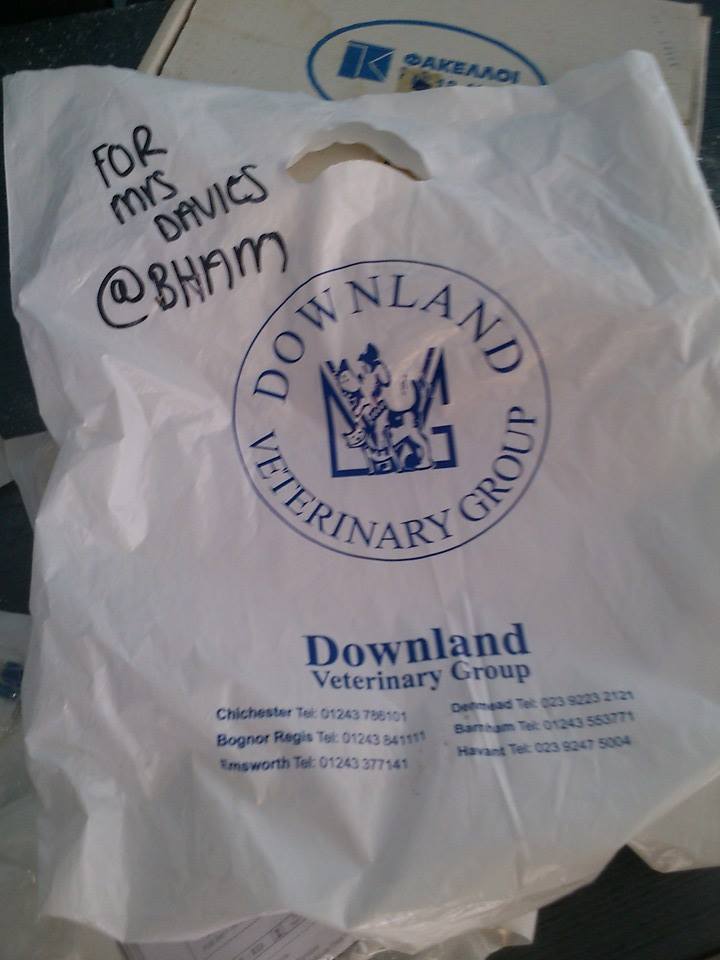 ΦΑΚΕΛΛΟΙ
FOR
MRS
DAVIES
@BHAM
DOWNLAND
VETERINARY GROUP
Downland
Veterinary Group
Chichester Tel: 01243 786101
Bognor Regis Tel: 01243 841111
Emsworth Tel: 01243 377141
Denmead Tel: 023 9223 2121
Barnham Tel: 01243 553771
Havant Tel: 023 9247 5004